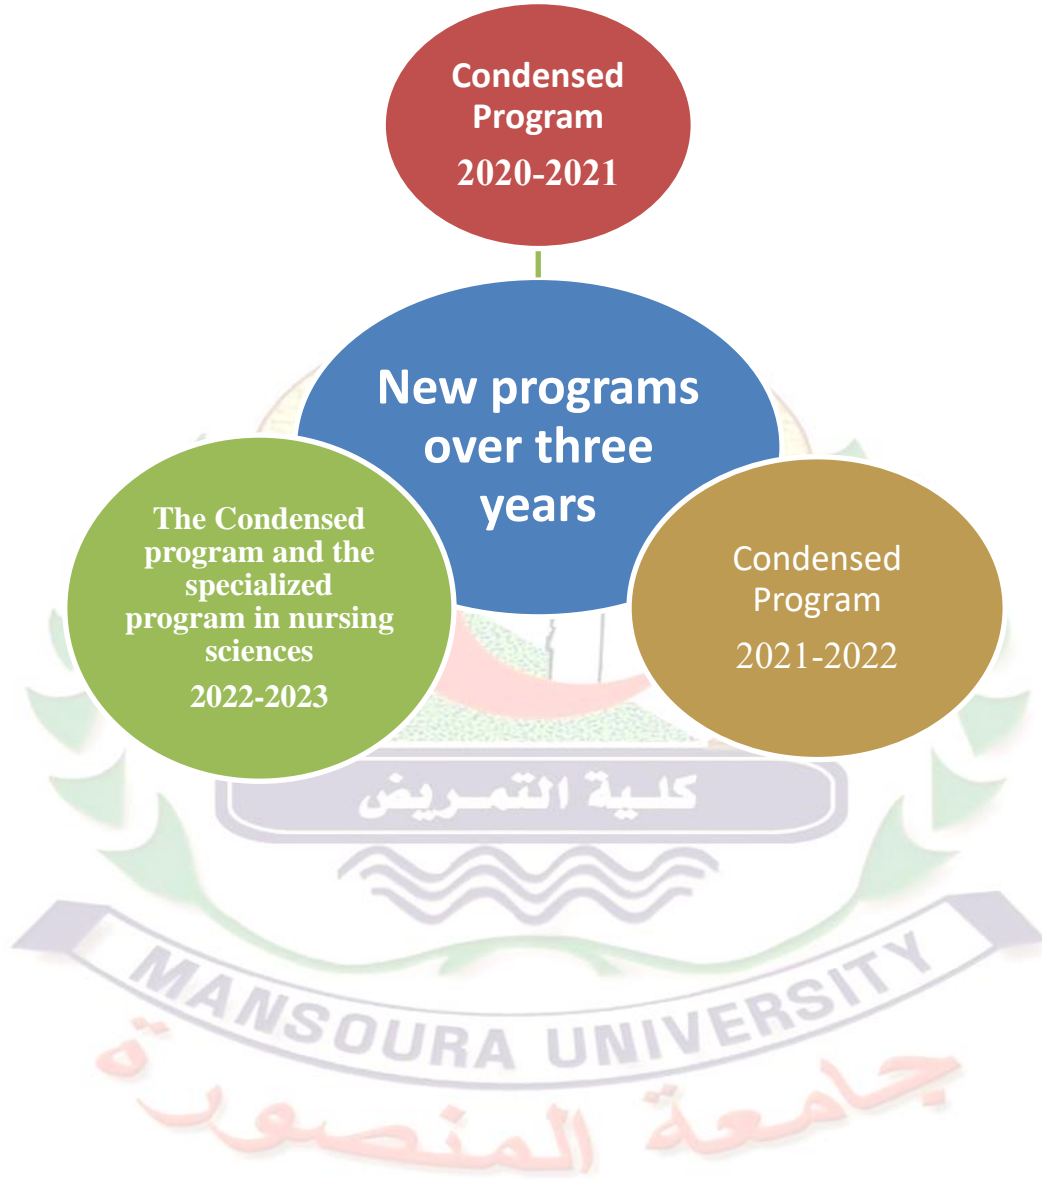 Condensed
Program
2020-2021
New programs
over three
years
The Condensed
program and the
specialized
program in nursing
sciences
2022-2023
Condensed
Program
2021-2022
كلية التمريض
MANSOURA UNIVERSITY
جامعة المنصورة